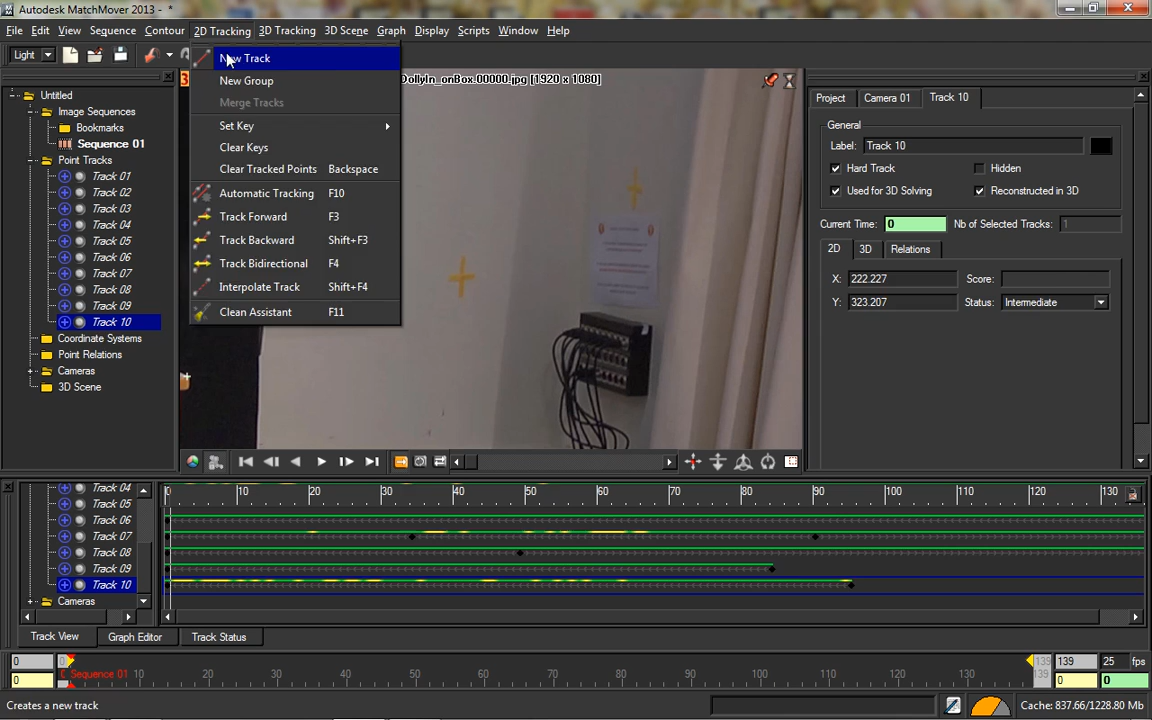 Autodesk MatchMover 2013 - *
File Edit View Sequence Contour 2D Tracking 3D Tracking 3D Scene Graph Display Scripts Window Help
Light
Untitled
Image Sequences
Bookmarks
Sequence 01
Point Tracks
Track 01
Track 02
Track 03
Track 04
Track 05
Track 06
Track 07
Track 08
Track 09
Track 10
Coordinate Systems
Point Relations
Cameras
3D Scene
New Track
New Group
Merge Tracks
Set Key
Clear Keys
Clear Tracked Points Backspace
Automatic Tracking F10
Track Forward F3
Track Backward Shift+F3
Track Bidirectional F4
Interpolate Track Shift+F4
Clean Assistant F11
3
DollyIn_onBox.00000.jpg [1920 x 1080]
Project Camera 01 Track 10
General
Label: Track 10
Hard Track Hidden
Used for 3D Solving Reconstructed in 3D
Current Time: 0 Nb of Selected Tracks: 1
2D 3D Relations
X: 222.227 Score:
Y: 323.207 Status: Intermediate
Track 04
Track 05
Track 06
Track 07
Track 08
Track 09
Track 10
Cameras
0 10 20 30 40 50 60 70 80 90 100 110 120 130
Track View Graph Editor Track Status
0 0 139 139 25 fps
Sequence 01 10 20 30 40 50 60 70 80 90 100 110 120 130 139
0 0 0
Creates a new track
Cache: 837.66/1228.80 Mb